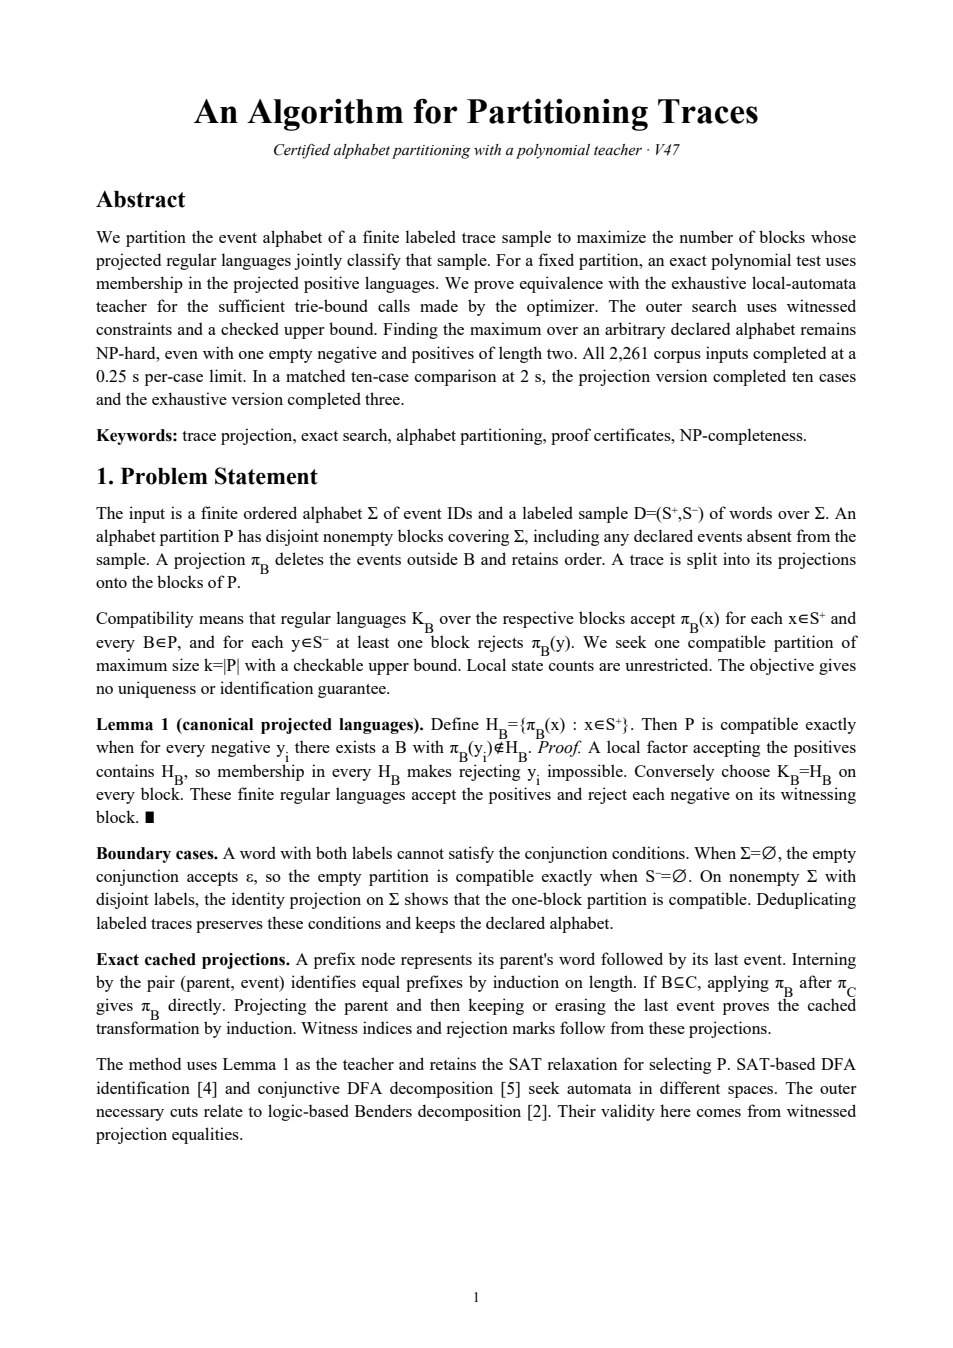 An Algorithm for Partitioning Traces
Certified alphabet partitioning with a polynomial teacher · V47
Abstract
We partition the event alphabet of a finite labeled trace sample to maximize the number of blocks whose
projected regular languages jointly classify that sample. For a fixed partition, an exact polynomial test uses
membership in the projected positive languages. We prove equivalence with the exhaustive local-automata
teacher for the sufficient trie-bound calls made by the optimizer. The outer search uses witnessed
constraints and a checked upper bound. Finding the maximum over an arbitrary declared alphabet remains
NP-hard, even with one empty negative and positives of length two. All 2,261 corpus inputs completed at a
0.25 s per-case limit. In a matched ten-case comparison at 2 s, the projection version completed ten cases
and the exhaustive version completed three.
Keywords: trace projection, exact search, alphabet partitioning, proof certificates, NP-completeness.
1. Problem Statement
The input is a finite ordered alphabet Σ of event IDs and a labeled sample D=(S⁺,S⁻) of words over Σ. An
alphabet partition P has disjoint nonempty blocks covering Σ, including any declared events absent from the
sample. A projection π_B deletes the events outside B and retains order. A trace is split into its projections
onto the blocks of P.
Compatibility means that regular languages K_B over the respective blocks accept π_B(x) for each x∈S⁺ and
every B∈P, and for each y∈S⁻ at least one block rejects π_B(y). We seek one compatible partition of
maximum size k=|P| with a checkable upper bound. Local state counts are unrestricted. The objective gives
no uniqueness or identification guarantee.
Lemma 1 (canonical projected languages). Define H_B={π_B(x) : x∈S⁺}. Then P is compatible exactly
when for every negative y_i there exists a B with π_B(y_i)∉H_B. Proof. A local factor accepting the positives
contains H_B, so membership in every H_B makes rejecting y_i impossible. Conversely choose K_B=H_B on
every block. These finite regular languages accept the positives and reject each negative on its witnessing
block. ∎
Boundary cases. A word with both labels cannot satisfy the conjunction conditions. When Σ=∅, the empty
conjunction accepts ε, so the empty partition is compatible exactly when S⁻=∅. On nonempty Σ with
disjoint labels, the identity projection on Σ shows that the one-block partition is compatible. Deduplicating
labeled traces preserves these conditions and keeps the declared alphabet.
Exact cached projections. A prefix node represents its parent's word followed by its last event. Interning
by the pair (parent, event) identifies equal prefixes by induction on length. If B⊆C, applying π_B after π_C
gives π_B directly. Projecting the parent and then keeping or erasing the last event proves the cached
transformation by induction. Witness indices and rejection marks follow from these projections.
The method uses Lemma 1 as the teacher and retains the SAT relaxation for selecting P. SAT-based DFA
identification [4] and conjunctive DFA decomposition [5] seek automata in different spaces. The outer
necessary cuts relate to logic-based Benders decomposition [2]. Their validity here comes from witnessed
projection equalities.
1